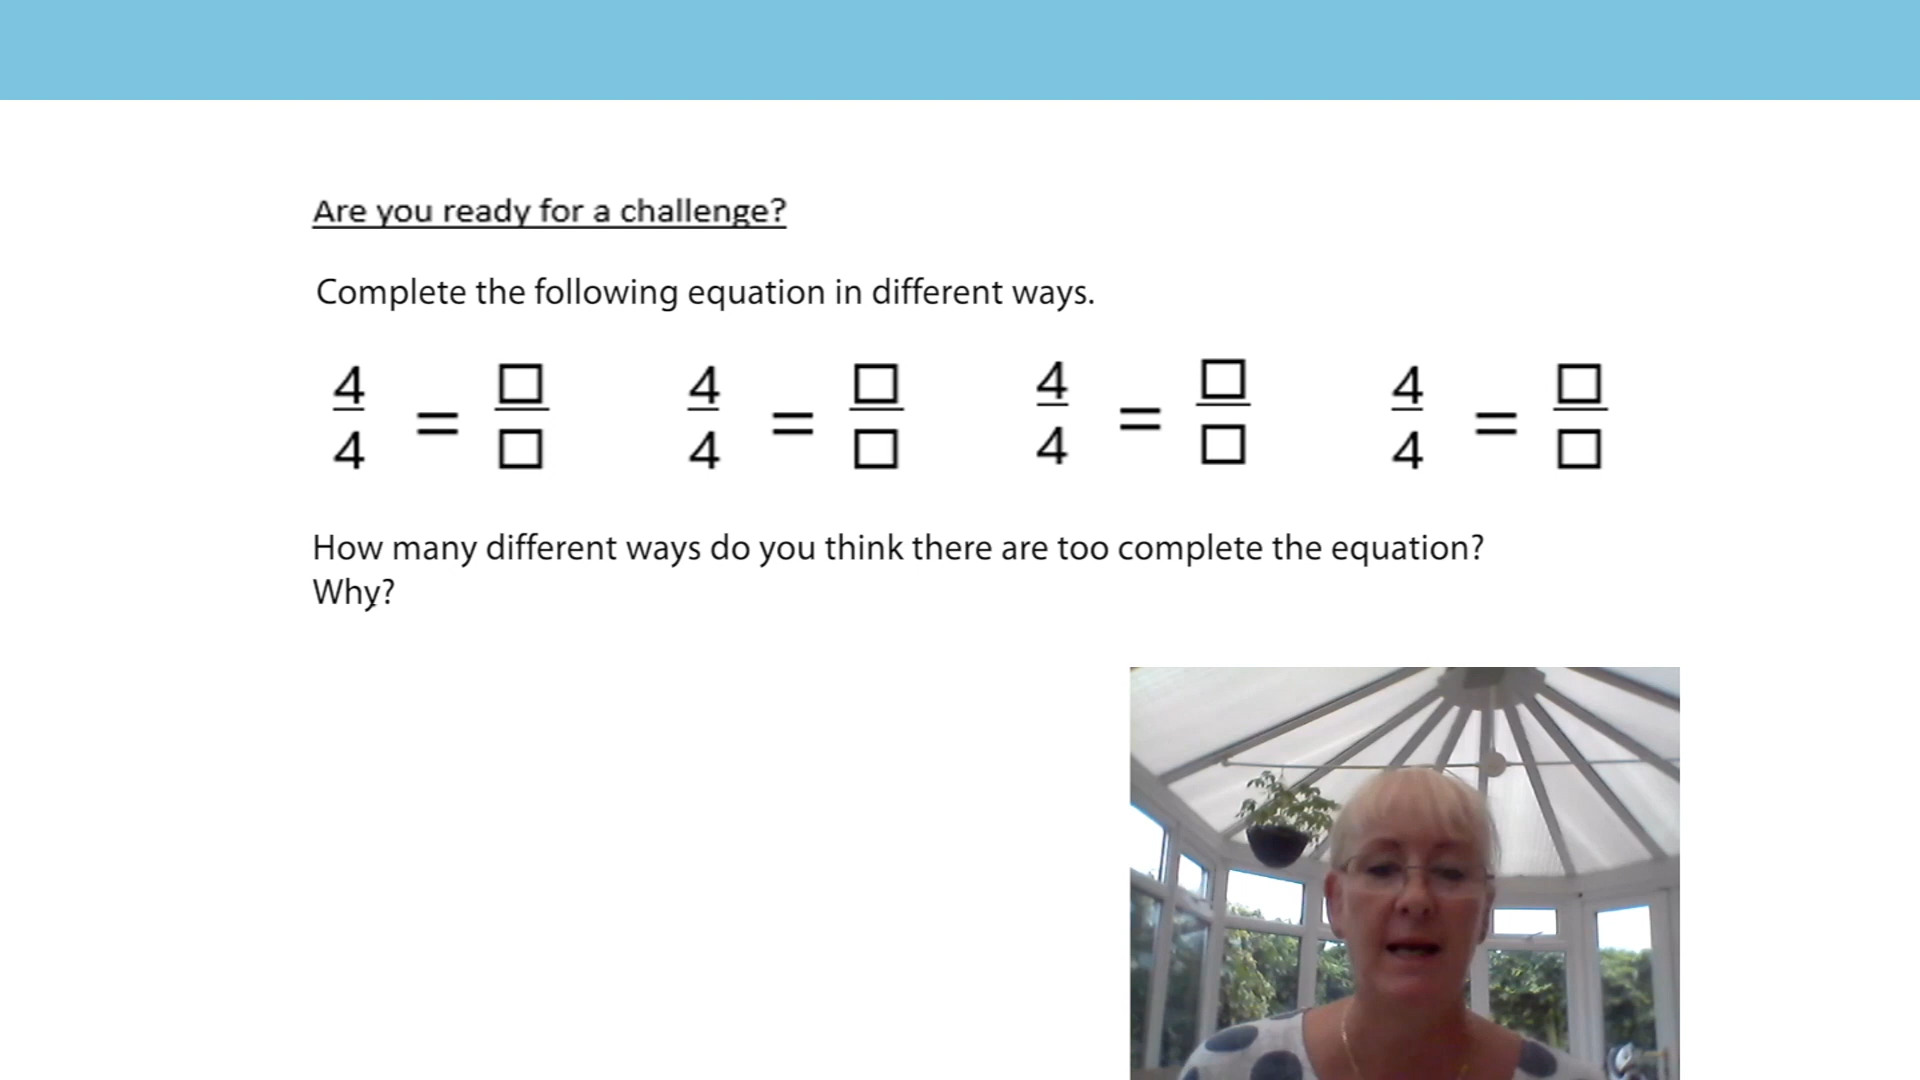 Are you ready for a challenge?
Complete the following equation in different ways.
4/4 = □/□ 4/4 = □/□ 4/4 = □/□ 4/4 = □/□
How many different ways do you think there are too complete the equation?
Why?